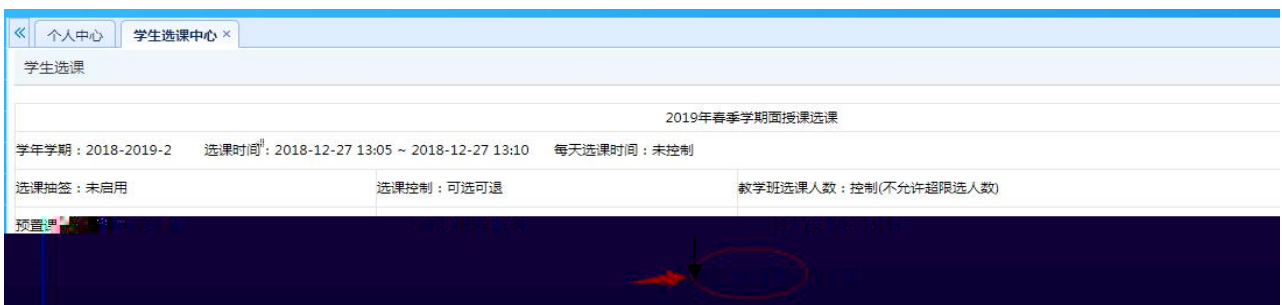 个人中心 学生选课中心 ×
学生选课
2019年春季学期面授课选课
学年学期：2018-2019-2 选课时间：2018-12-27 13:05 ~ 2018-12-27 13:10 每天选课时间：未控制
选课抽签：未启用 选课控制：可选可退 教学班选课人数：控制(不允许超限选人数)
预置课